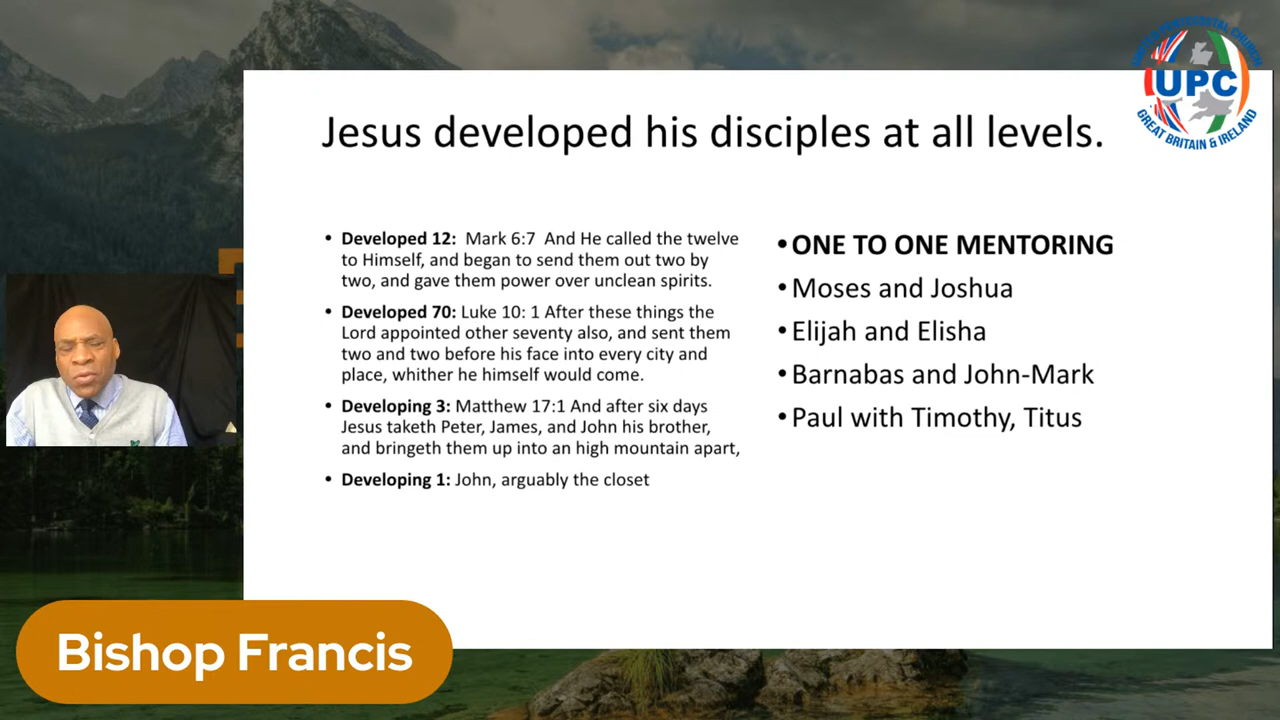 Jesus developed his disciples at all levels.
UNITED PENTECOSTAL CHURCH
UPC
GREAT BRITAIN & IRELAND
• Developed 12: Mark 6:7 And He called the twelve
to Himself, and began to send them out two by
two, and gave them power over unclean spirits.
• Developed 70: Luke 10: 1 After these things the
Lord appointed other seventy also, and sent them
two and two before his face into every city and
place, whither he himself would come.
• Developing 3: Matthew 17:1 And after six days
Jesus taketh Peter, James, and John his brother,
and bringeth them up into an high mountain apart,
• Developing 1: John, arguably the closet
• ONE TO ONE MENTORING
• Moses and Joshua
• Elijah and Elisha
• Barnabas and John-Mark
• Paul with Timothy, Titus
Bishop Francis